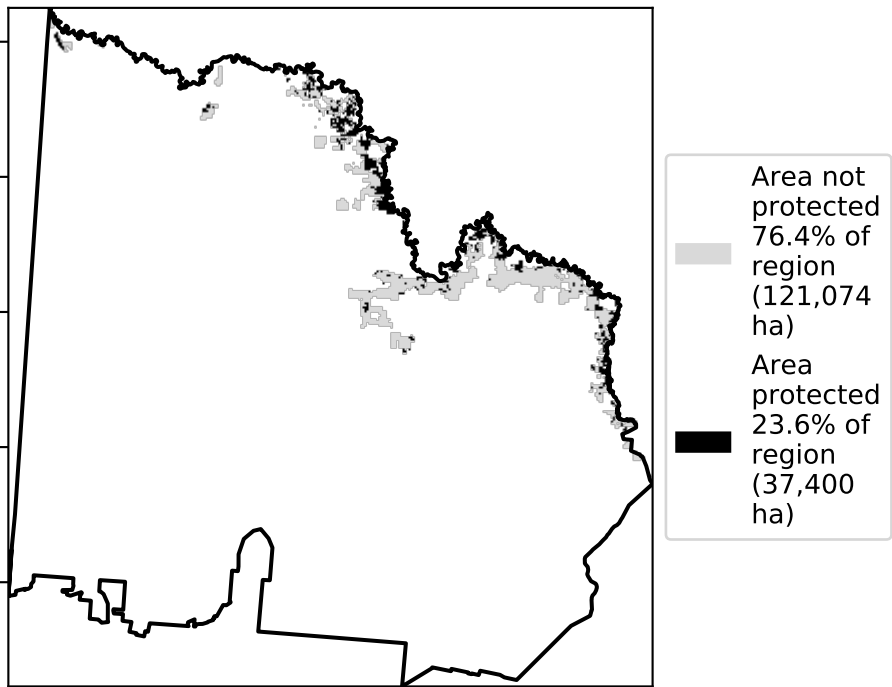 Area not
protected
76.4% of
region
(121,074
ha)
Area
protected
23.6% of
region
(37,400
ha)